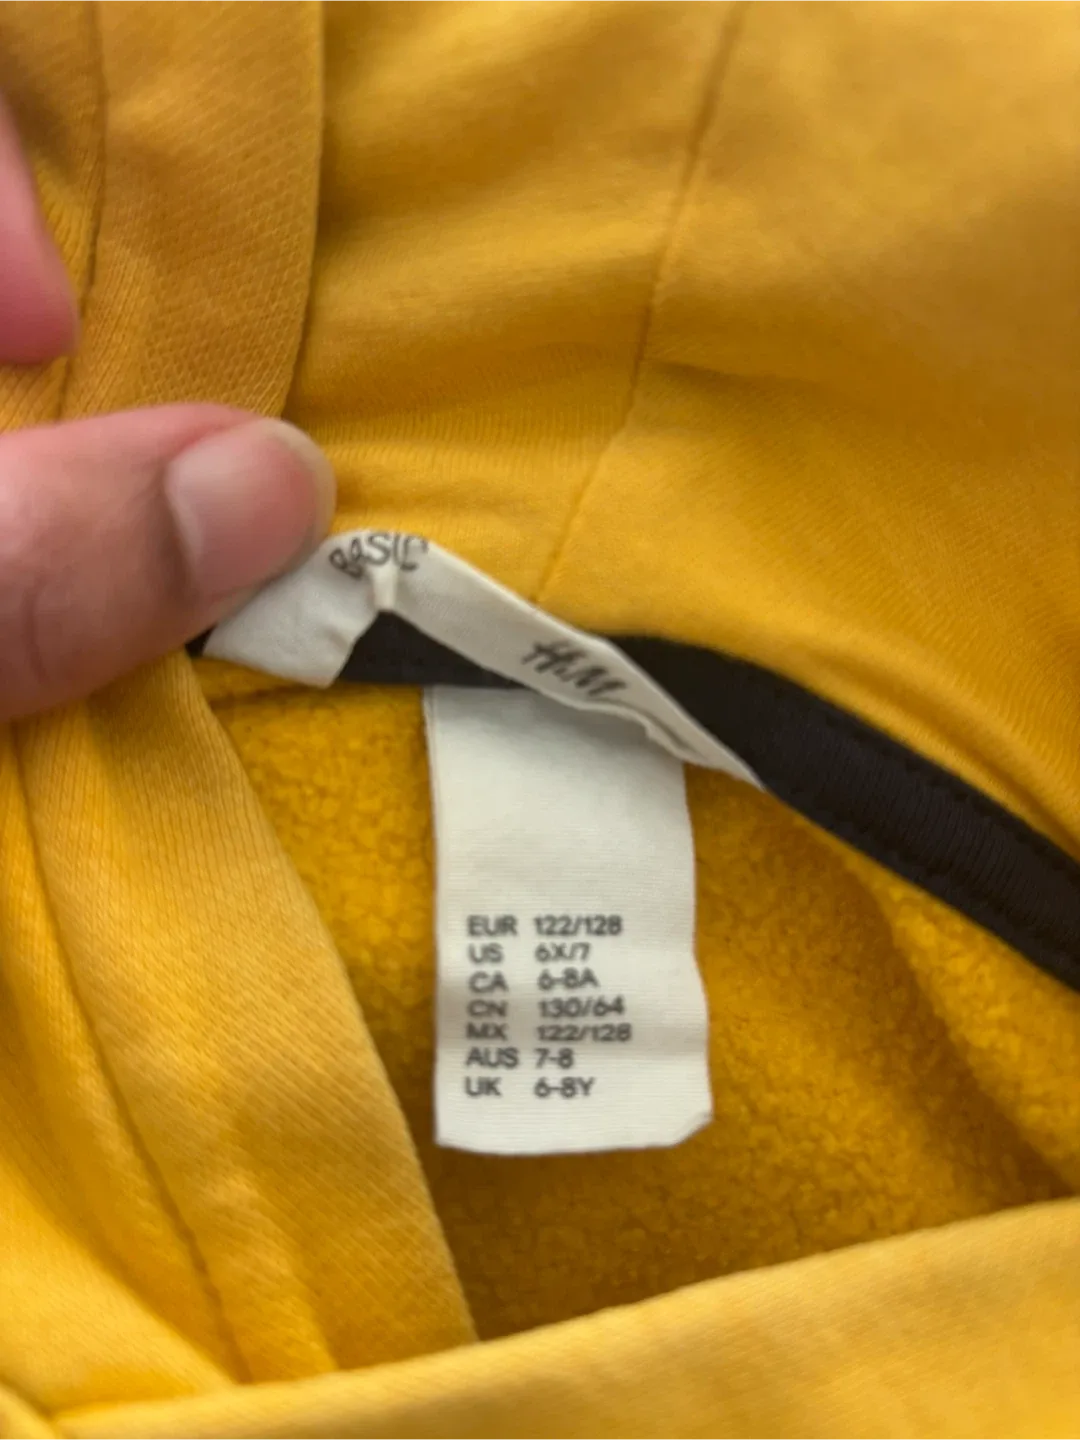 BASIC
H&M
EUR 122/128
US 6X/7
CA 6-8A
CN 130/64
MX 122/128
AUS 7-8
UK 6-8Y